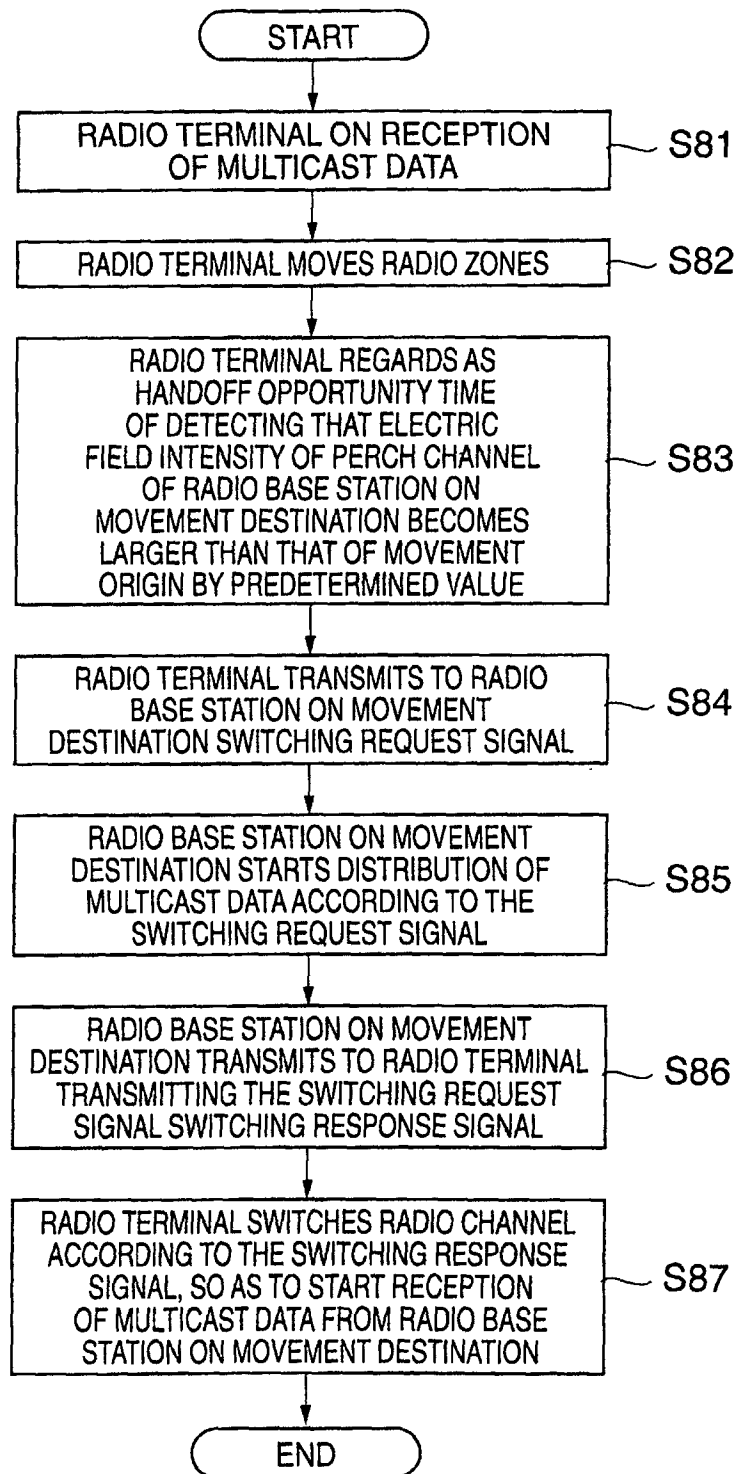 START
RADIO TERMINAL ON RECEPTION
OF MULTICAST DATA
S81
RADIO TERMINAL MOVES RADIO ZONES
S82
RADIO TERMINAL REGARDS AS
HANDOFF OPPORTUNITY TIME
OF DETECTING THAT ELECTRIC
FIELD INTENSITY OF PERCH CHANNEL
OF RADIO BASE STATION ON
MOVEMENT DESTINATION BECOMES
LARGER THAN THAT OF MOVEMENT
ORIGIN BY PREDETERMINED VALUE
S83
RADIO TERMINAL TRANSMITS TO RADIO
BASE STATION ON MOVEMENT
DESTINATION SWITCHING REQUEST SIGNAL
S84
RADIO BASE STATION ON MOVEMENT
DESTINATION STARTS DISTRIBUTION OF
MULTICAST DATA ACCORDING TO THE
SWITCHING REQUEST SIGNAL
S85
RADIO BASE STATION ON MOVEMENT
DESTINATION TRANSMITS TO RADIO TERMINAL
TRANSMITTING THE SWITCHING REQUEST
SIGNAL SWITCHING RESPONSE SIGNAL
S86
RADIO TERMINAL SWITCHES RADIO CHANNEL
ACCORDING TO THE SWITCHING RESPONSE
SIGNAL, SO AS TO START RECEPTION
OF MULTICAST DATA FROM RADIO BASE
STATION ON MOVEMENT DESTINATION
S87
END